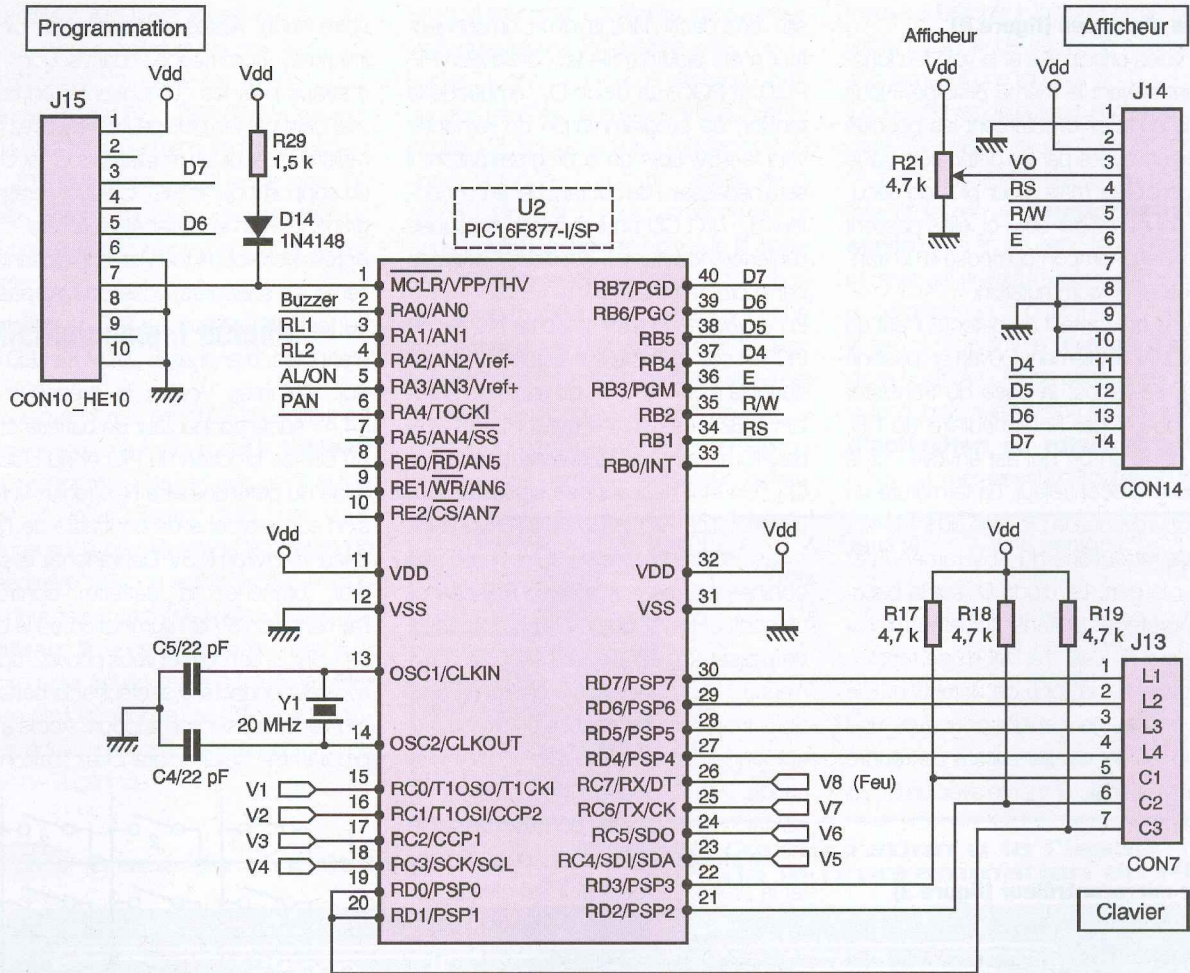 Programmation
Vdd
Vdd
J15
1
2
3
4
5
6
7
8
9
10
CON10_HE10
D7
D6
R29
1,5 k
D14
1N4148
U2
PIC16F877-I/SP
Afficheur
Vdd
Afficheur
R21
4,7 k
J14
1
2
3
4
5
6
7
8
9
10
11
12
13
14
VO
RS
R/W
E
D4
D5
D6
D7
CON14
1 MCLR/VPP/THV
Buzzer 2 RA0/AN0
RL1 3 RA1/AN1
RL2 4 RA2/AN2/Vref-
AL/ON 5 RA3/AN3/Vref+
PAN 6 RA4/TOCKI
7 RA5/AN4/SS
8 RE0/RD/AN5
9 RE1/WR/AN6
10 RE2/CS/AN7
Vdd
11 VDD
12 VSS
C5/22 pF
13 OSC1/CLKIN
Y1
20 MHz
14 OSC2/CLKOUT
C4/22 pF
V1 15 RC0/T1OSO/T1CKI
V2 16 RC1/T1OSI/CCP2
V3 17 RC2/CCP1
V4 18 RC3/SCK/SCL
19 RD0/PSP0
20 RD1/PSP1
RB7/PGD 40 D7
RB6/PGC 39 D6
RB5 38 D5
RB4 37 D4
RB3/PGM 36 E
RB2 35 R/W
RB1 34 RS
RB0/INT 33
Vdd
VDD 32
VSS 31
RD7/PSP7 30
RD6/PSP6 29
RD5/PSP5 28
RD4/PSP4 27
RC7/RX/DT 26 V8 (Feu)
RC6/TX/CK 25 V7
RC5/SDO 24 V6
RC4/SDI/SDA 23 V5
RD3/PSP3 22
RD2/PSP2 21
Vdd
R17
4,7 k
R18
4,7 k
R19
4,7 k
J13
1 L1
2 L2
3 L3
4 L4
5 C1
6 C2
7 C3
CON7
Clavier